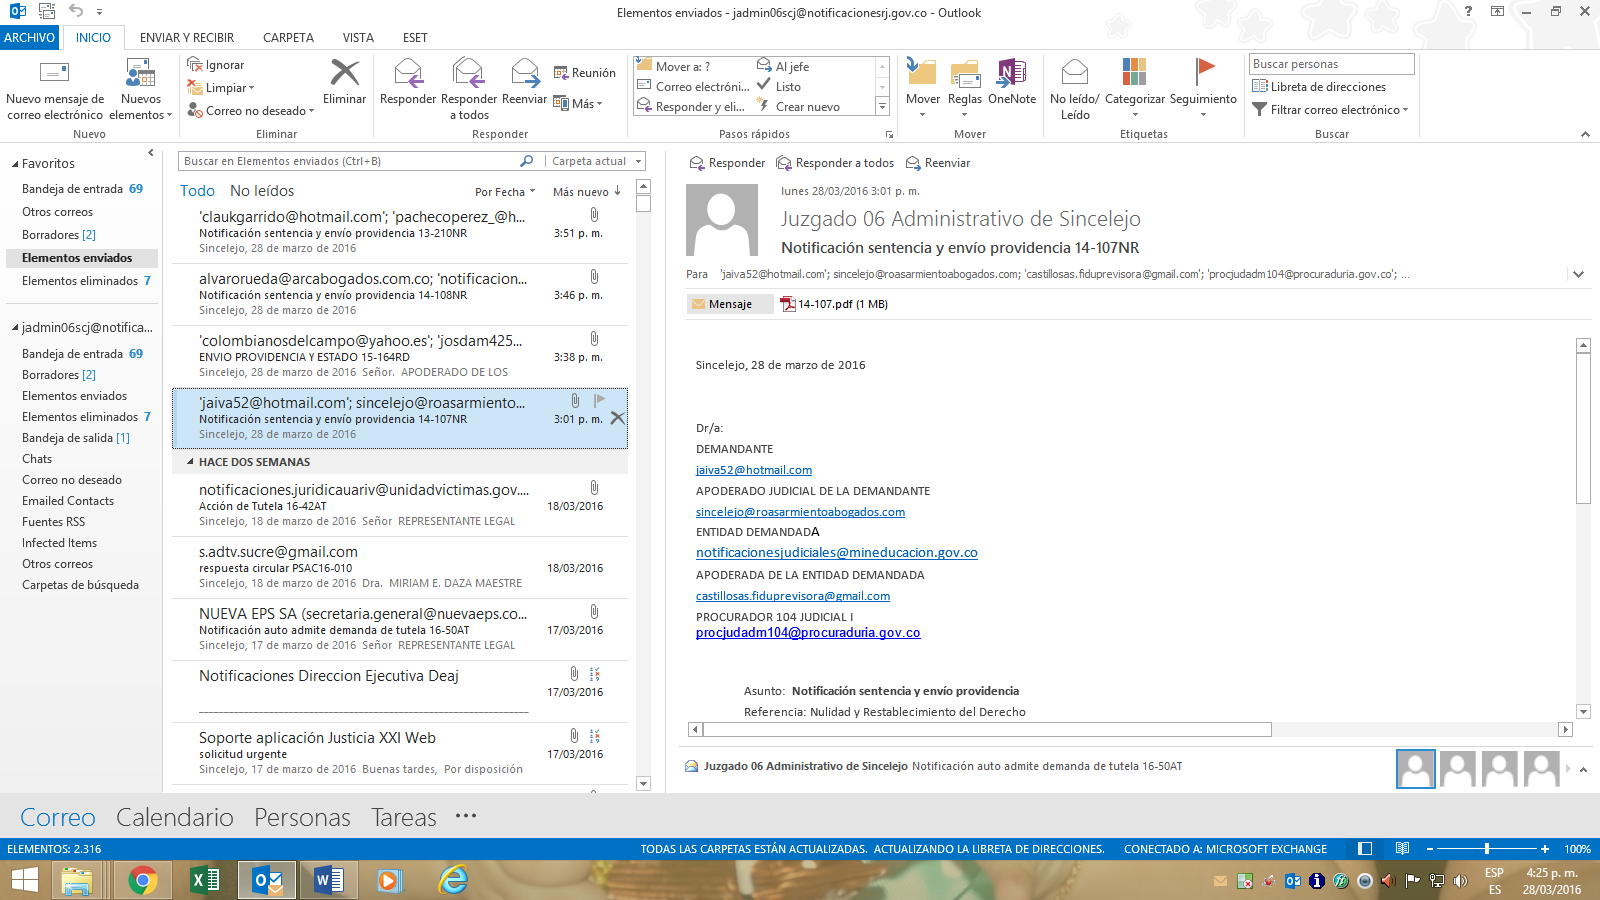 Elementos enviados - jadmin06scj@notificacionesrj.gov.co - Outlook
ARCHIVO
INICIO
ENVIAR Y RECIBIR
CARPETA
VISTA
ESET
Nuevo mensaje de correo electrónico
Nuevos elementos
Nuevo
Ignorar
Limpiar
Correo no deseado
Eliminar
Eliminar
Responder
Responder a todos
Reenviar
Reunión
Más
Responder
Mover a: ?
Correo electróni...
Responder y eli...
Al jefe
Listo
Crear nuevo
Pasos rápidos
Mover
Reglas
OneNote
Mover
No leído/ Leído
Categorizar
Seguimiento
Etiquetas
Buscar personas
Libreta de direcciones
Filtrar correo electrónico
Buscar
Favoritos
Bandeja de entrada 69
Otros correos
Borradores [2]
Elementos enviados
Elementos eliminados 7
jadmin06scj@notifica...
Bandeja de entrada 69
Borradores [2]
Elementos enviados
Elementos eliminados 7
Bandeja de salida [1]
Chats
Correo no deseado
Emailed Contacts
Fuentes RSS
Infected Items
Otros correos
Carpetas de búsqueda
Buscar en Elementos enviados (Ctrl+B)
Carpeta actual
Todo No leídos
Por Fecha
Más nuevo
'claukgarrido@hotmail.com'; 'pachecoperez_@h...
Notificación sentencia y envío providencia 13-210NR 3:51 p. m.
Sincelejo, 28 de marzo de 2016
alvarorueda@arcabogados.com.co; 'notificacion...
Notificación sentencia y envío providencia 14-108NR 3:46 p. m.
Sincelejo, 28 de marzo de 2016
'colombianosdelcampo@yahoo.es'; 'josdam425...
ENVIO PROVIDENCIA Y ESTADO 15-164RD 3:38 p. m.
Sincelejo, 28 de marzo de 2016 Señor. APODERADO DE LOS
'jaiva52@hotmail.com'; sincelejo@roasarmiento...
Notificación sentencia y envío providencia 14-107NR 3:01 p. m.
Sincelejo, 28 de marzo de 2016
HACE DOS SEMANAS
notificaciones.juridicauariv@unidadvictimas.gov....
Acción de Tutela 16-42AT 18/03/2016
Sincelejo, 18 de marzo de 2016 Señor REPRESENTANTE LEGAL
s.adtv.sucre@gmail.com
respuesta circular PSAC16-010 18/03/2016
Sincelejo, 18 de marzo de 2016 Dra. MIRIAM E. DAZA MAESTRE
NUEVA EPS SA (secretaria.general@nuevaeps.co...
Notificación auto admite demanda de tutela 16-50AT 17/03/2016
Sincelejo, 17 de marzo de 2016 Señor REPRESENTANTE LEGAL
Notificaciones Direccion Ejecutiva Deaj
17/03/2016
Soporte aplicación Justicia XXI Web
solicitud urgente 17/03/2016
Sincelejo, 17 de marzo de 2016 Buenas tardes, Por disposición
Responder
Responder a todos
Reenviar
lunes 28/03/2016 3:01 p. m.
Juzgado 06 Administrativo de Sincelejo
Notificación sentencia y envío providencia 14-107NR
Para 'jaiva52@hotmail.com'; sincelejo@roasarmientoabogados.com; 'castillosas.fiduprevisora@gmail.com'; 'procjudadm104@procuraduria.gov.co'; ...
Mensaje
14-107.pdf (1 MB)
Sincelejo, 28 de marzo de 2016
Dr/a:
DEMANDANTE
jaiva52@hotmail.com
APODERADO JUDICIAL DE LA DEMANDANTE
sincelejo@roasarmientoabogados.com
ENTIDAD DEMANDADA
notificacionesjudiciales@mineducacion.gov.co
APODERADA DE LA ENTIDAD DEMANDADA
castillosas.fiduprevisora@gmail.com
PROCURADOR 104 JUDICIAL I
procjudadm104@procuraduria.gov.co
Asunto: Notificación sentencia y envío providencia
Referencia: Nulidad y Restablecimiento del Derecho
Juzgado 06 Administrativo de Sincelejo Notificación auto admite demanda de tutela 16-50AT
Correo Calendario Personas Tareas ...
ELEMENTOS: 2.316
TODAS LAS CARPETAS ESTÁN ACTUALIZADAS. ACTUALIZANDO LA LIBRETA DE DIRECCIONES.
CONECTADO A: MICROSOFT EXCHANGE
100%
ESP
ES
4:25 p. m.
28/03/2016